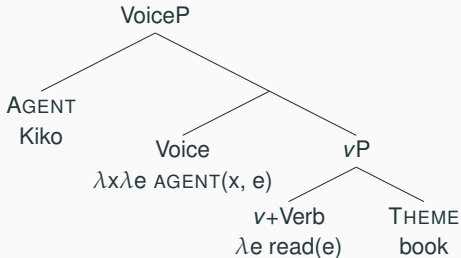 VoiceP
AGENT
Kiko
Voice
λxλe AGENT(x, e)
vP
v+Verb
λe read(e)
THEME
book